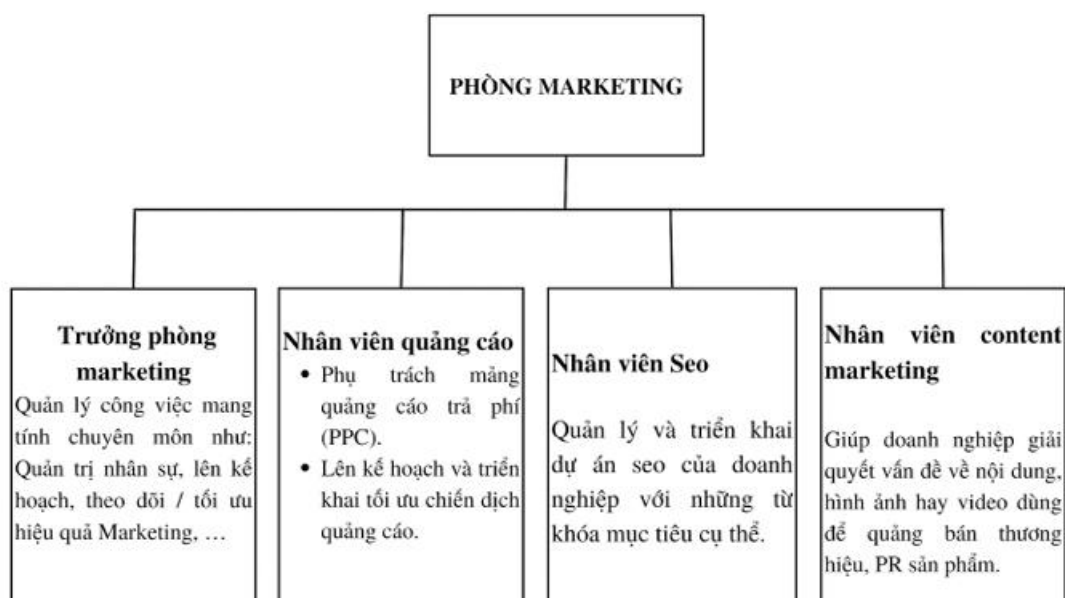 PHÒNG MARKETING
Trưởng phòng
marketing
Quản lý công việc mang
tính chuyên môn như:
Quản trị nhân sự, lên kế
hoạch, theo dõi / tối ưu
hiệu quả Marketing, …
Nhân viên quảng cáo
• Phụ trách mảng
quảng cáo trả phí
(PPC).
• Lên kế hoạch và triển
khai tối ưu chiến dịch
quảng cáo.
Nhân viên Seo
Quản lý và triển khai
dự án seo của doanh
nghiệp với những từ
khóa mục tiêu cụ thể.
Nhân viên content
marketing
Giúp doanh nghiệp giải
quyết vấn đề về nội dung,
hình ảnh hay video dùng
để quảng bán thương
hiệu, PR sản phẩm.